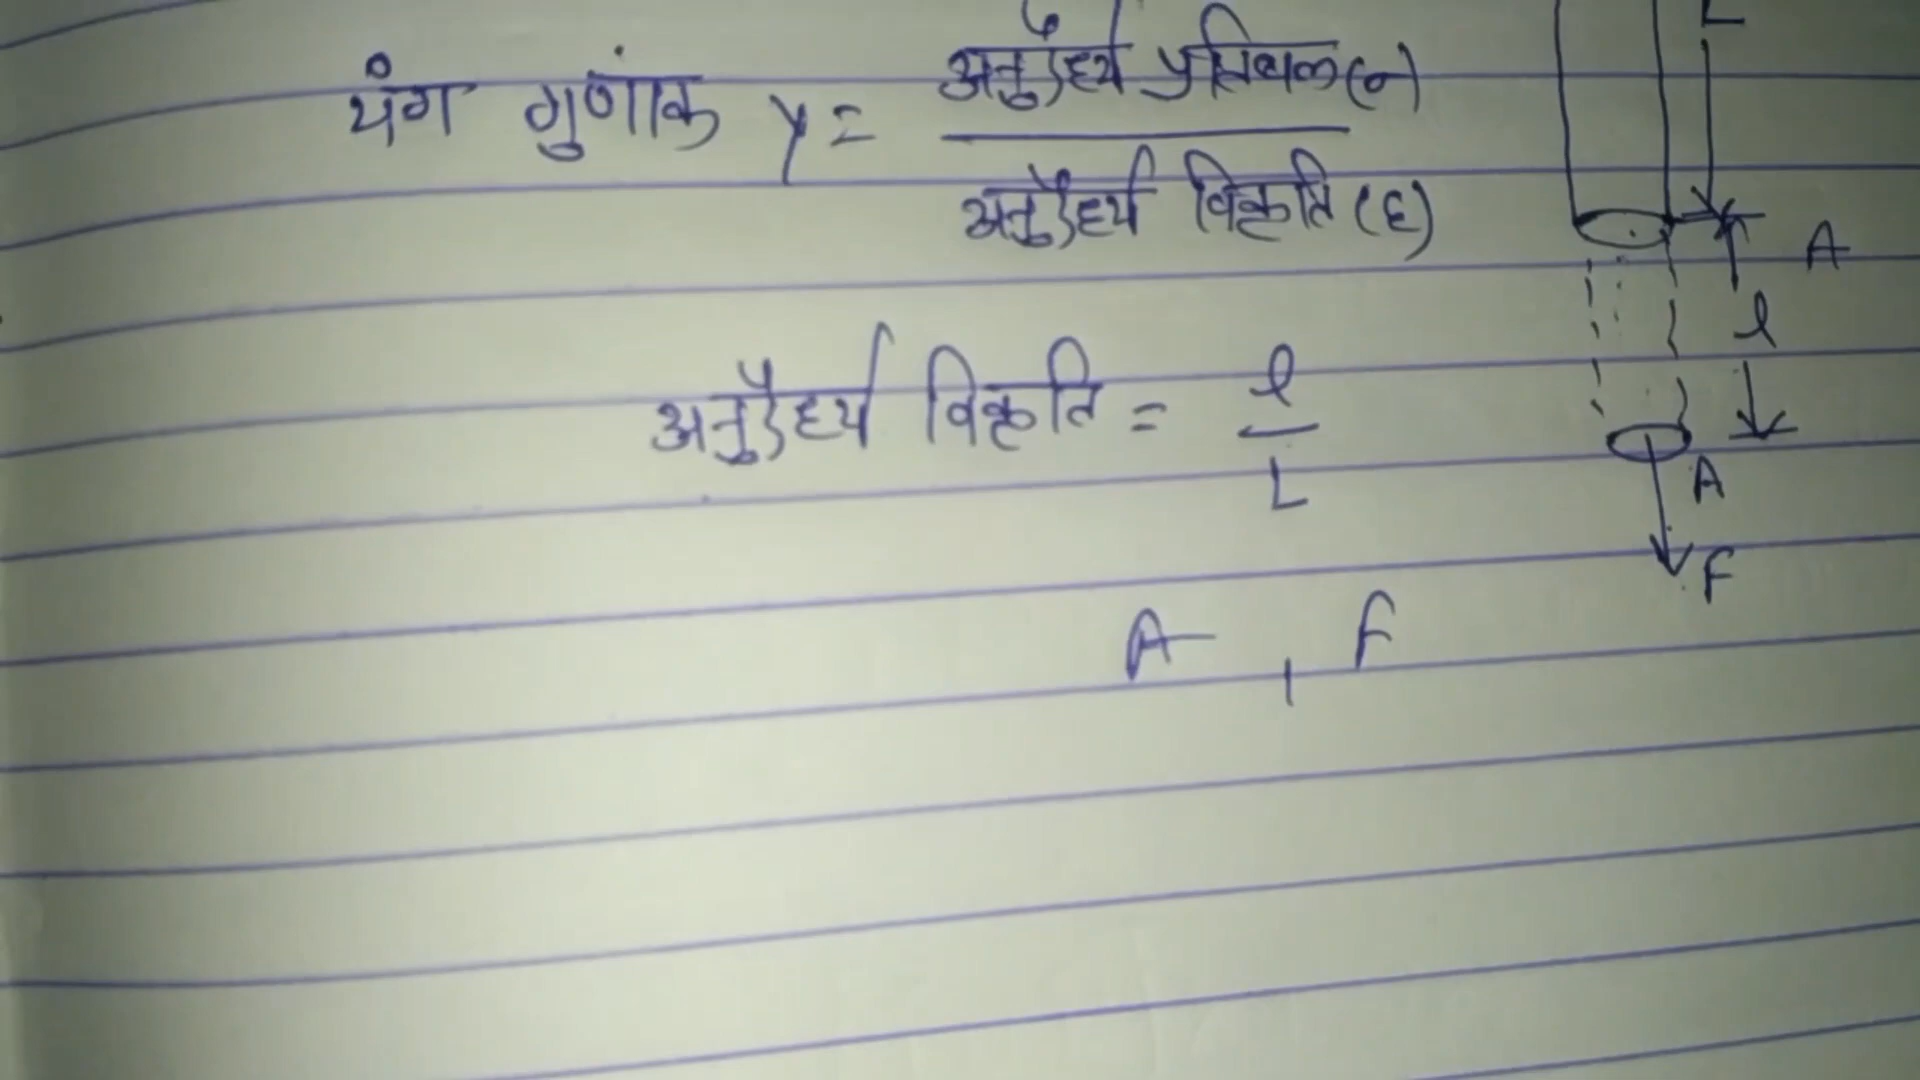 अनुदैर्ध्य प्रतिबल (σ)
यंग गुणांक Y =
अनुदैर्ध्य विकृति (ε)
अनुदैर्ध्य विकृति = l
L
A , F
L
A
l
A
F